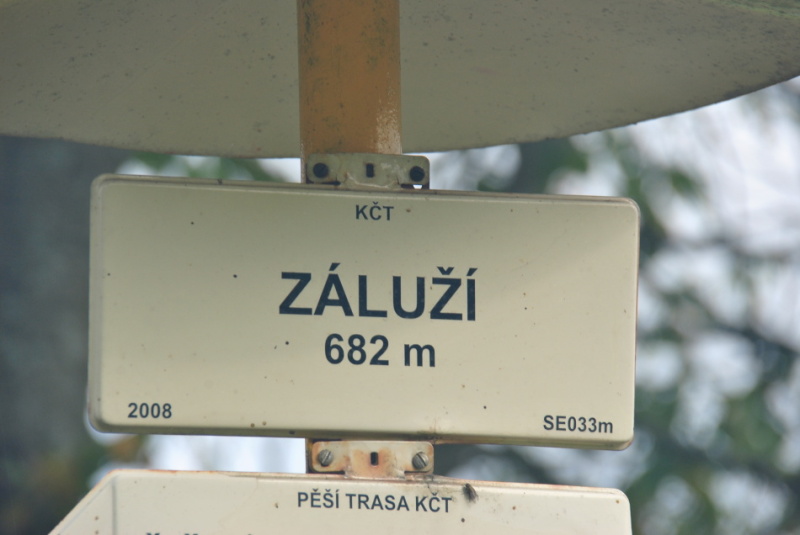 KČT
ZÁLUŽÍ
682 m
2008 SE033m
PĚŠÍ TRASA KČT